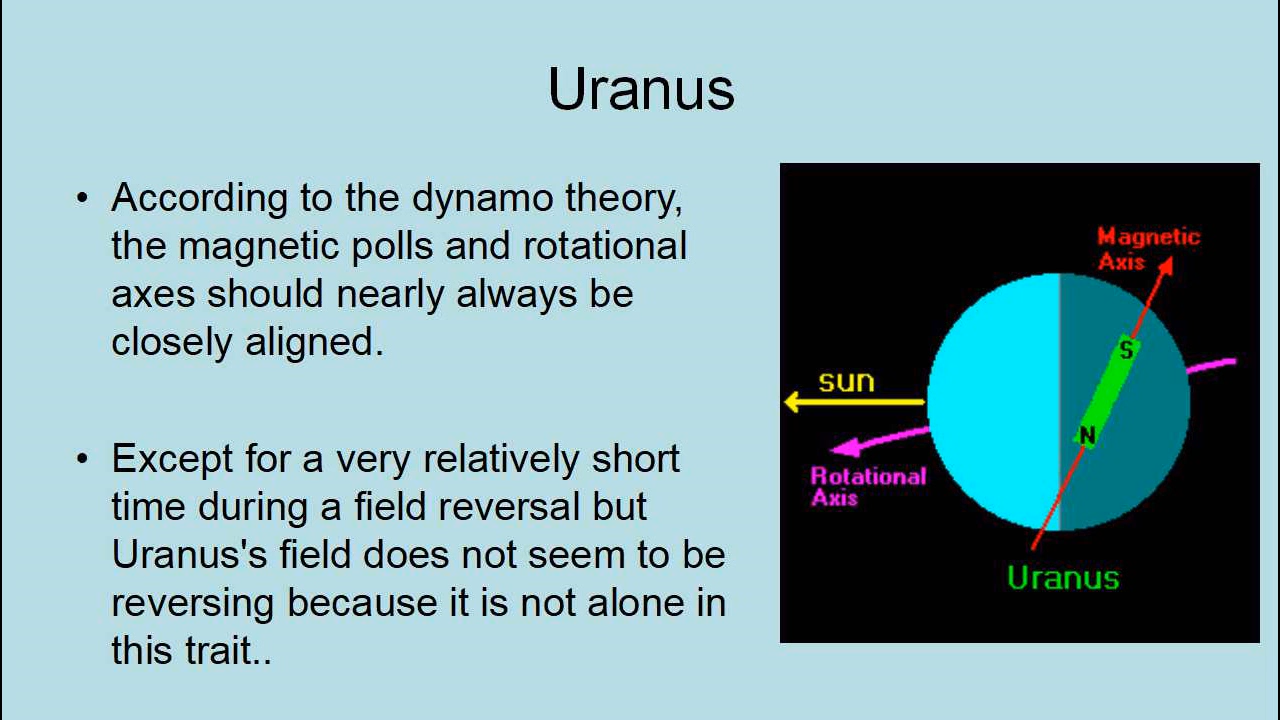 Uranus
• According to the dynamo theory,
the magnetic polls and rotational
axes should nearly always be
closely aligned.
• Except for a very relatively short
time during a field reversal but
Uranus's field does not seem to be
reversing because it is not alone in
this trait..
Magnetic
Axis
S
sun
N
Rotational
Axis
Uranus